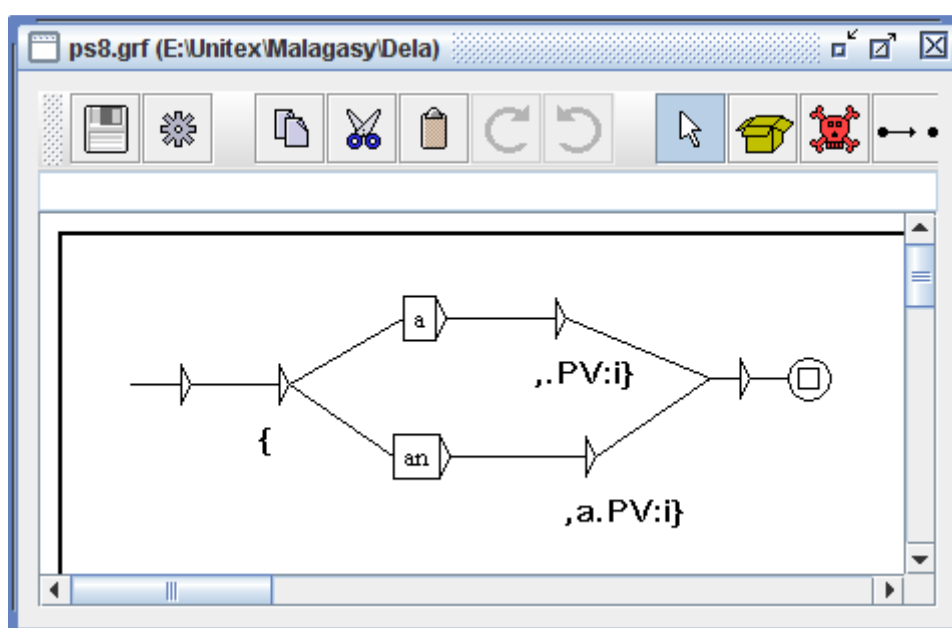 ps8.grf (E:\Unitex\Malagasy\Dela)
a
,.PV:i}
{
an
,a.PV:i}